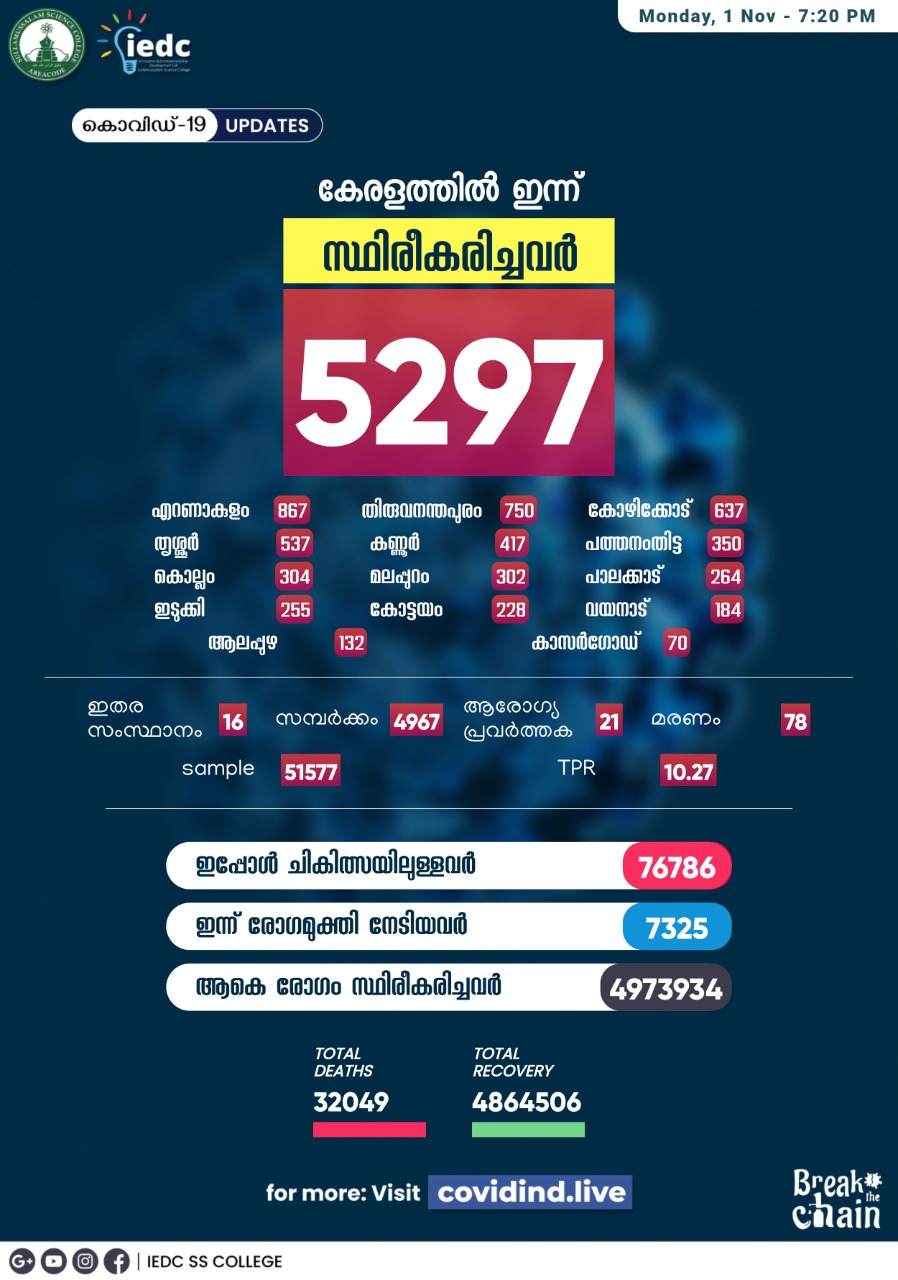 Monday, 1 Nov - 7:20 PM
SULLAMUSSALAM SCIENCE COLLEGE
AREACODE
iedc
കൊവിഡ്-19 UPDATES
കേരളത്തിൽ ഇന്ന്
സ്ഥിരീകരിച്ചവർ
5297
എറണാകുളം 867 തിരുവനന്തപുരം 750 കോഴിക്കോട് 637
തൃശ്ശൂർ 537 കണ്ണൂർ 417 പത്തനംതിട്ട 350
കൊല്ലം 304 മലപ്പുറം 302 പാലക്കാട് 264
ഇടുക്കി 255 കോട്ടയം 228 വയനാട് 184
ആലപ്പുഴ 132 കാസർഗോഡ് 70
ഇതര
സംസ്ഥാനം 16 സമ്പർക്കം 4967 ആരോഗ്യ
പ്രവർത്തക 21 മരണം 78
sample 51577 TPR 10.27
ഇപ്പോൾ ചികിത്സയിലുള്ളവർ 76786
ഇന്ന് രോഗമുക്തി നേടിയവർ 7325
ആകെ രോഗം സ്ഥിരീകരിച്ചവർ 4973934
TOTAL
DEATHS
32049
TOTAL
RECOVERY
4864506
for more: Visit covidind.live
Break
the
chain
G+ f | IEDC SS COLLEGE